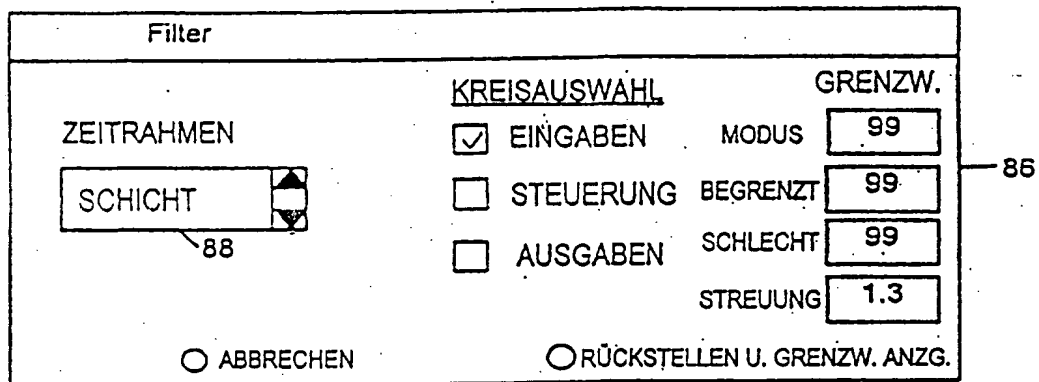 Filter
KREISAUSWAHL GRENZW.
ZEITRAHMEN
EINGABEN MODUS 99
SCHICHT
STEUERUNG BEGRENZT 99
AUSGABEN SCHLECHT 99
STREUUNG 1.3
ABBRECHEN RÜCKSTELLEN U. GRENZW. ANZG.
88
86